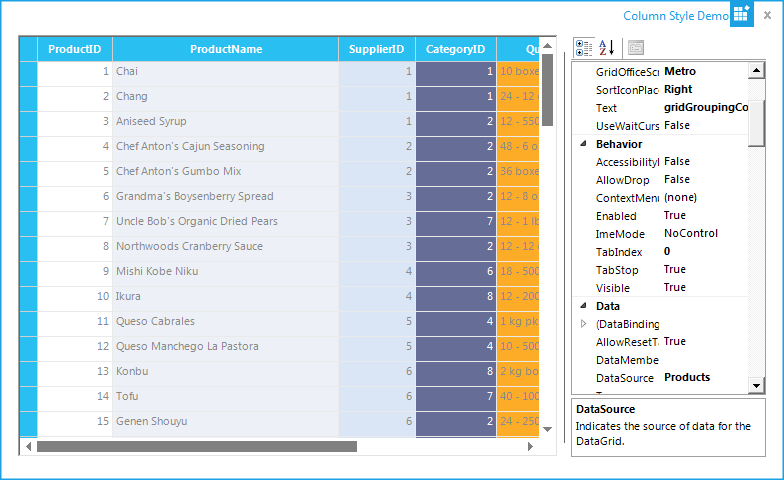 Column Style Demo
ProductID ProductName SupplierID CategoryID Qu
1 Chai 1 1 10 boxe
2 Chang 1 1 24 - 12
3 Aniseed Syrup 1 2 12 - 550
4 Chef Anton's Cajun Seasoning 2 2 48 - 6 o
5 Chef Anton's Gumbo Mix 2 2 36 boxe
6 Grandma's Boysenberry Spread 3 2 12 - 8 o
7 Uncle Bob's Organic Dried Pears 3 7 12 - 1 lb
8 Northwoods Cranberry Sauce 3 2 12 - 12
9 Mishi Kobe Niku 4 6 18 - 500
10 Ikura 4 8 12 - 200
11 Queso Cabrales 5 4 1 kg pk
12 Queso Manchego La Pastora 5 4 10 - 500
13 Konbu 6 8 2 kg bo
14 Tofu 6 7 40 - 100
15 Genen Shouyu 6 2 24 - 250
A
Z
GridOfficeScr Metro
SortIconPlac Right
Text gridGroupingCo
UseWaitCurs False
Behavior
Accessibility False
AllowDrop False
ContextMenu (none)
Enabled True
ImeMode NoControl
TabIndex 0
TabStop True
Visible True
Data
(DataBinding
AllowResetT True
DataMembe
DataSource Products
DataSource
Indicates the source of data for the
DataGrid.